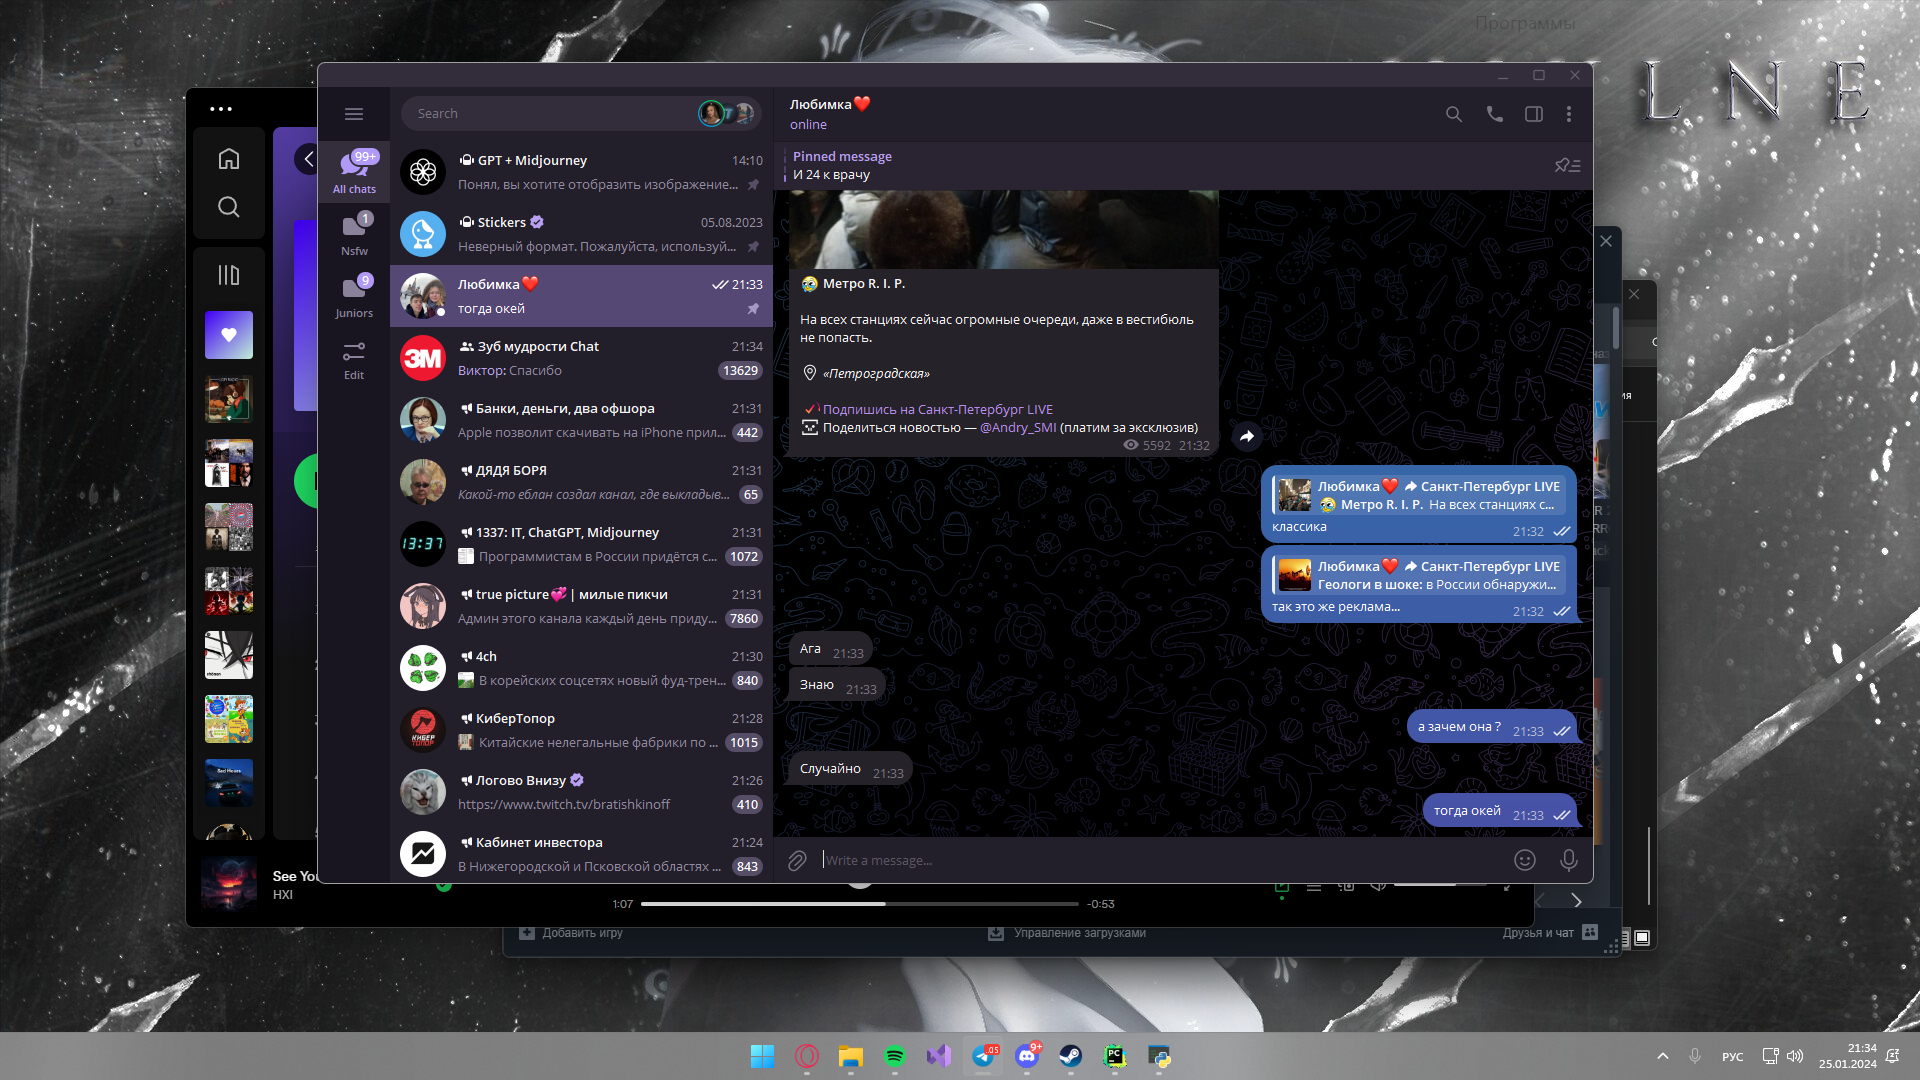 Программы
L N E
99+
All chats
1
Nsfw
9
Juniors
Edit
Search
GPT + Midjourney 14:10
Понял, вы хотите отобразить изображение...
Stickers 05.08.2023
Неверный формат. Пожалуйста, используй...
Любимка❤️ 21:33
тогда окей
3М
Зуб мудрости Chat 21:34
Виктор: Спасибо 13629
Банки, деньги, два офшора 21:31
Apple позволит скачивать на iPhone прил... 442
ДЯДЯ БОРЯ 21:31
Какой-то еблан создал канал, где выкладыв... 65
13:37
1337: IT, ChatGPT, Midjourney 21:31
Программистам в России придётся с... 1072
true picture💞 | милые пикчи 21:31
Админ этого канала каждый день приду... 7860
4ch 21:30
В корейских соцсетях новый фуд-трен... 840
КИБЕР
ТОПОР
КиберТопор 21:28
Китайские нелегальные фабрики по ... 1015
Логово Внизу 21:26
https://www.twitch.tv/bratishkinoff 410
Кабинет инвестора 21:24
В Нижегородской и Псковской областях ... 843
Любимка❤️
online
Pinned message
И 24 к врачу
😭 Метро R. I. P.
На всех станциях сейчас огромные очереди, даже в вестибюль
не попасть.
«Петроградская»
Подпишись на Санкт-Петербург LIVE
Поделиться новостью — @Andry_SMI (платим за эксклюзив)
5592 21:32
Любимка❤️ Санкт-Петербург LIVE
😭 Метро R. I. P. На всех станциях с...
классика
21:32
Любимка❤️ Санкт-Петербург LIVE
Геологи в шоке: в России обнаружи...
так это же реклама...
21:32
Ага 21:33
Знаю 21:33
а зачем она ? 21:33
Случайно 21:33
тогда окей 21:33
Write a message...
See Yo
HXI
1:07
-0:53
Добавить игру
Управление загрузками
Друзья и чат
.05
9+
PC
РУС
21:34
25.01.2024